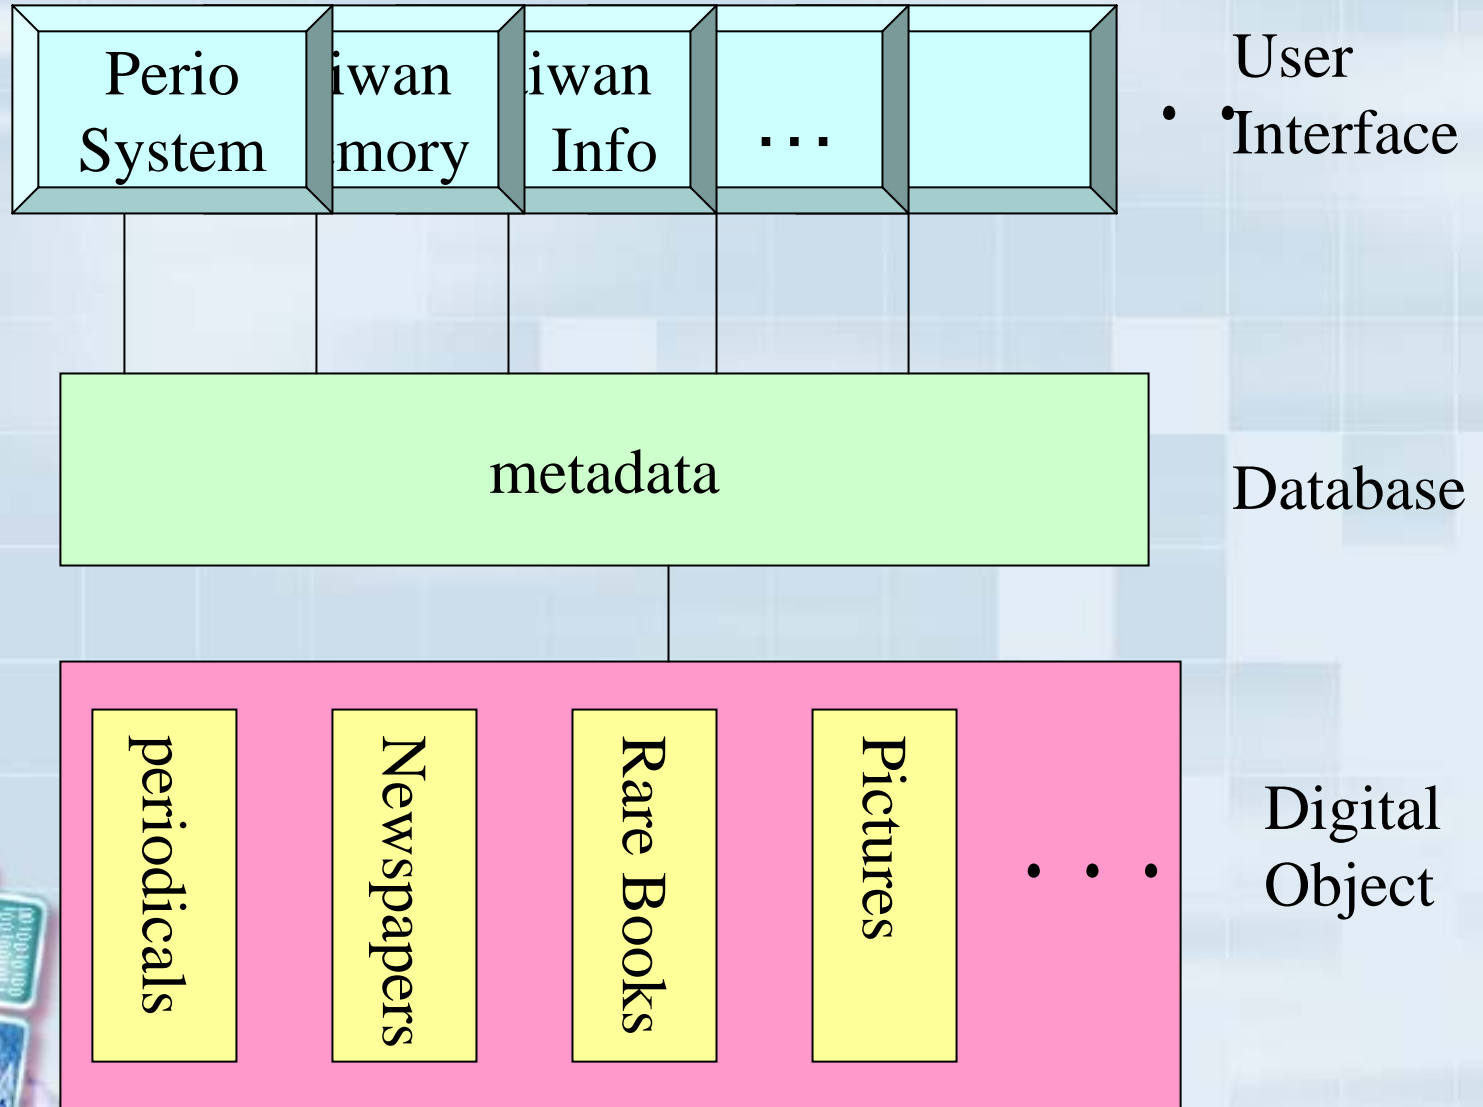 Perio
System
iwan
mory
iwan
Info
...
User
Interface
. .
metadata
Database
periodicals
Newspapers
Rare Books
Pictures
. . .
Digital
Object